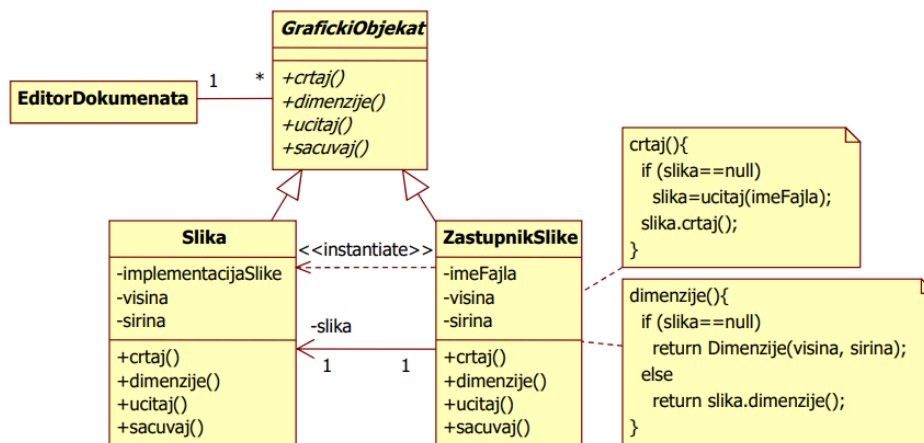 GrafickiObjekat
+crtaj()
+dimenzije()
+ucitaj()
+sacuvaj()
EditorDokumenata
1
*
Slika
-implementacijaSlike
-visina
-sirina
+crtaj()
+dimenzije()
+ucitaj()
+sacuvaj()
<<instantiate>>
-slika
1
1
ZastupnikSlike
-imeFajla
-visina
-sirina
+crtaj()
+dimenzije()
+ucitaj()
+sacuvaj()
crtaj(){
if (slika==null)
slika=ucitaj(imeFajla);
slika.crtaj();
}
dimenzije(){
if (slika==null)
return Dimenzije(visina, sirina);
else
return slika.dimenzije();
}